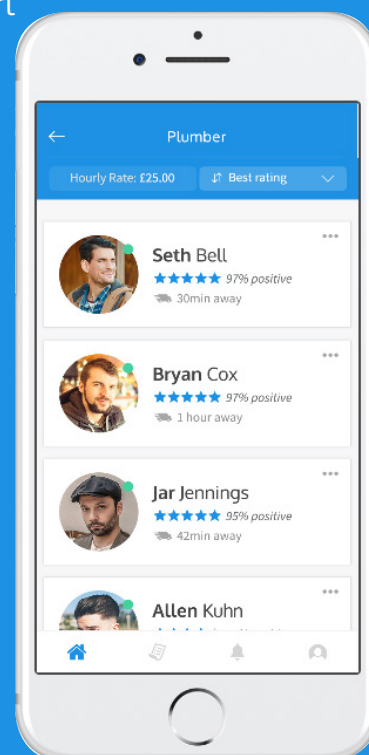 Plumber
Hourly Rate: £25.00
Best rating
Seth Bell
97% positive
30min away
Bryan Cox
97% positive
1 hour away
Jar Jennings
95% positive
42min away
Allen Kuhn